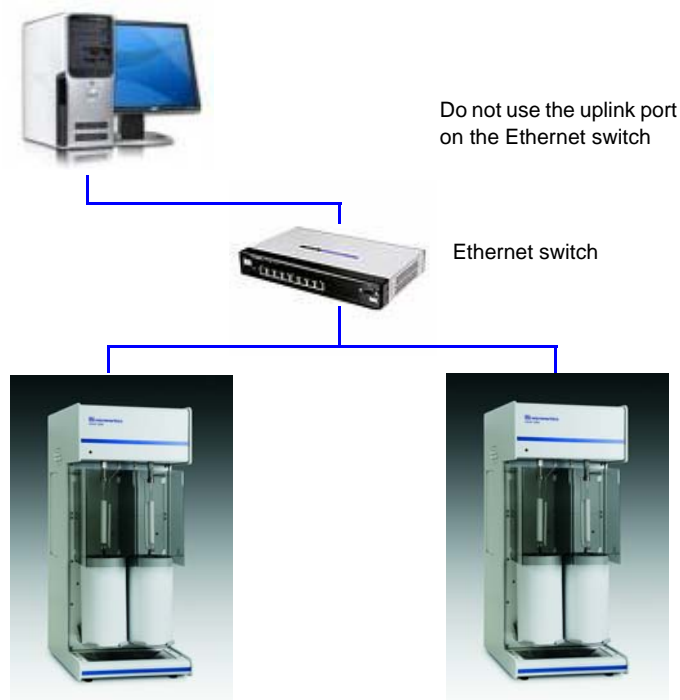 Do not use the uplink port
on the Ethernet switch
Ethernet switch